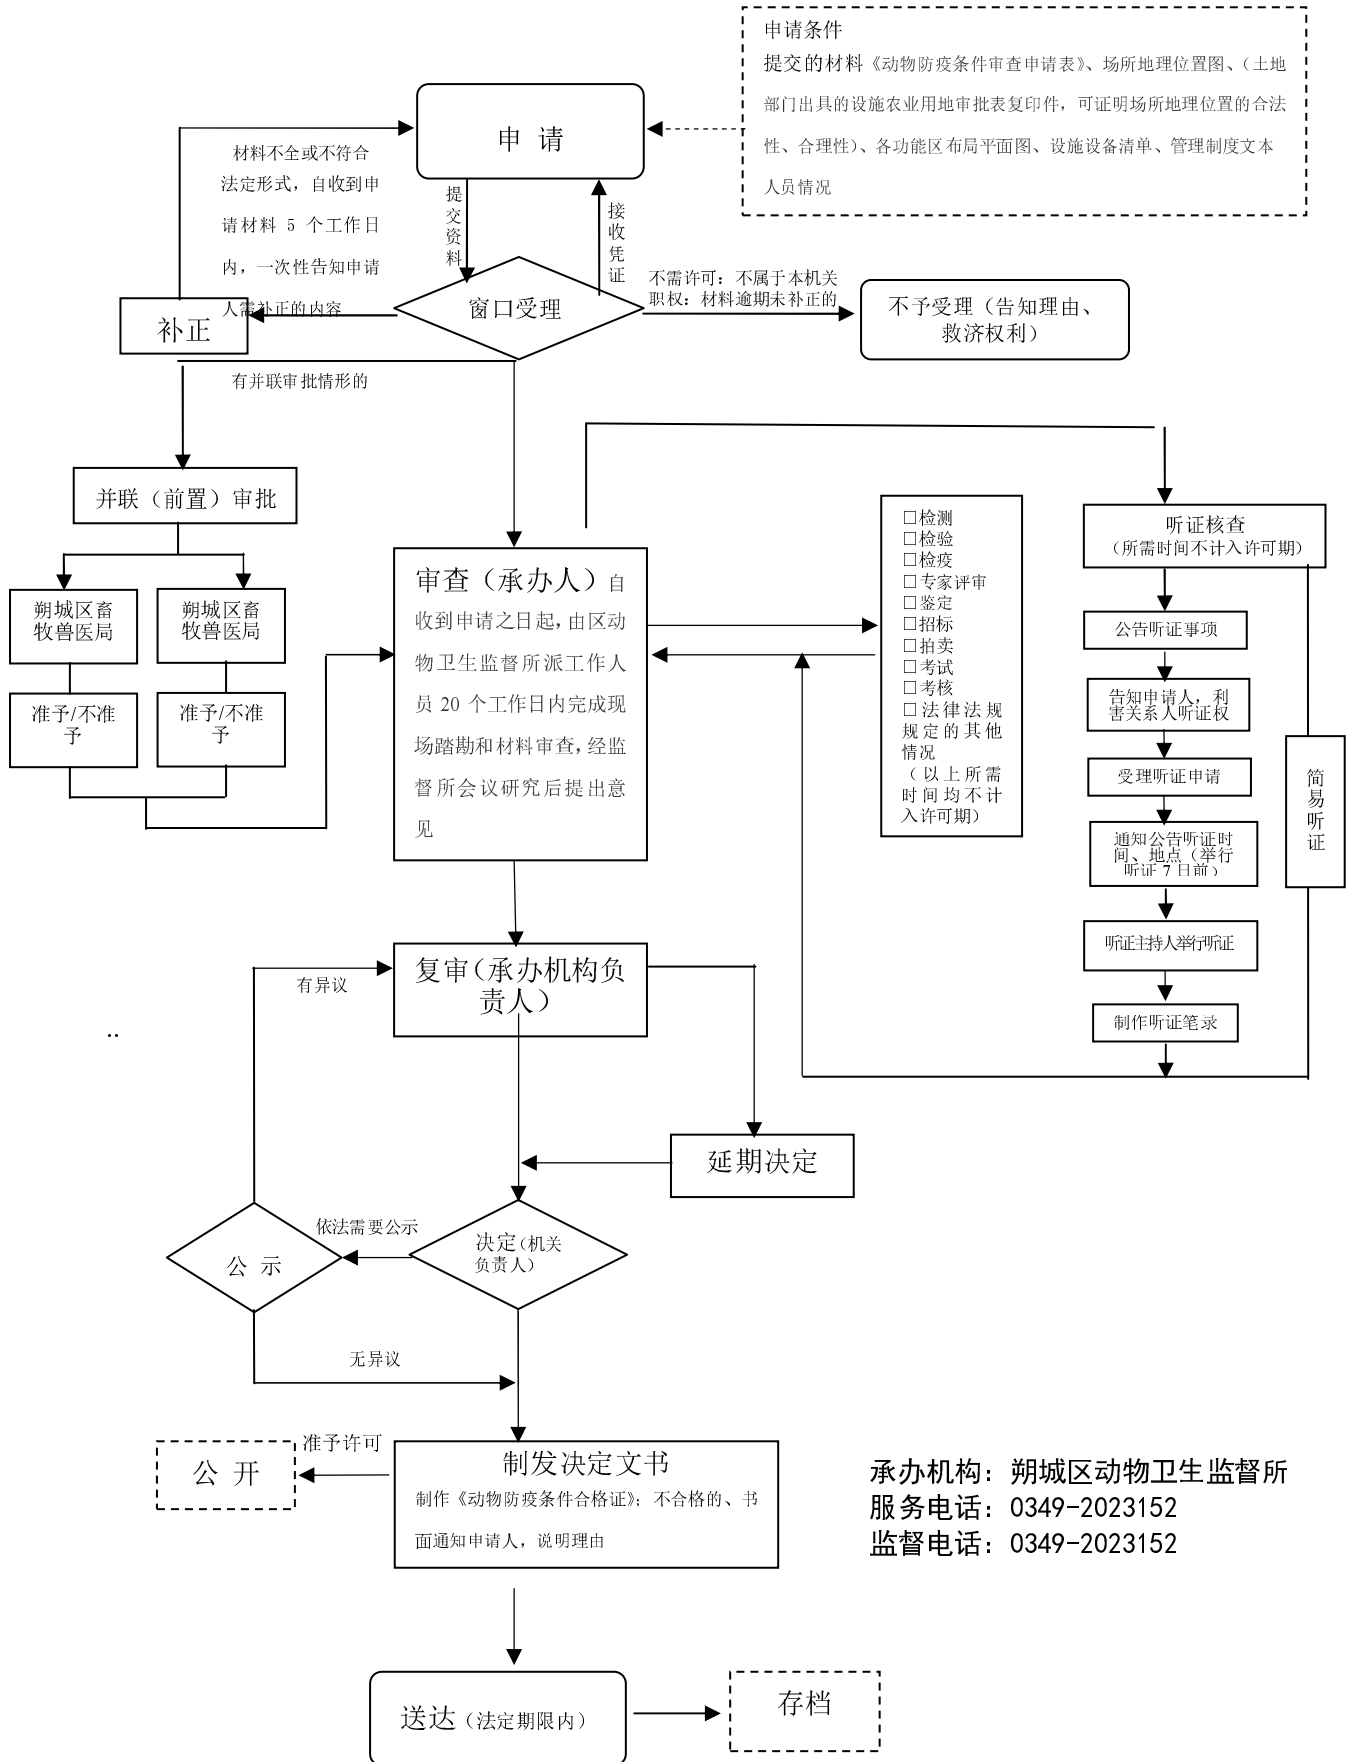 申请条件
提交的材料《动物防疫条件审查申请表》、场所地理位置图、（土地
部门出具的设施农业用地审批表复印件，可证明场所地理位置的合法
性、合理性）、各功能区布局平面图、设施设备清单、管理制度文本
人员情况
申 请
材料不全或不符合
法定形式，自收到申
请材料 5 个工作日
内，一次性告知申请
人需补正的内容
提交资料
接收凭证
窗口受理
补正
不需许可：不属于本机关
职权：材料逾期未补正的
不予受理（告知理由、
救济权利）
有并联审批情形的
并联（前置）审批
朔城区畜
牧兽医局
朔城区畜
牧兽医局
准予/不准
予
准予/不准
予
审查（承办人）自
收到申请之日起，由区动
物卫生监督所派工作人
员 20 个工作日内完成现
场踏勘和材料审查，经监
督所会议研究后提出意
见
□检测
□检验
□检疫
□专家评审
□鉴定
□招标
□拍卖
□考试
□考核
□法律法规
规定的其他
情况
（以上所需
时间均不计
入许可期）
听证核查
（所需时间不计入许可期）
公告听证事项
告知申请人，利
害关系人听证权
受理听证申请
通知公告听证时
间、地点（举行
听证 7 日前）
听证主持人举行听证
制作听证笔录
简易听证
复审（承办机构负
责人）
有异议
..
延期决定
依法需要公示
公 示
决定（机关
负责人）
无异议
准予许可
公 开
制发决定文书
制作《动物防疫条件合格证》；不合格的、书
面通知申请人，说明理由
承办机构：朔城区动物卫生监督所
服务电话：0349-2023152
监督电话：0349-2023152
送达（法定期限内）
存档